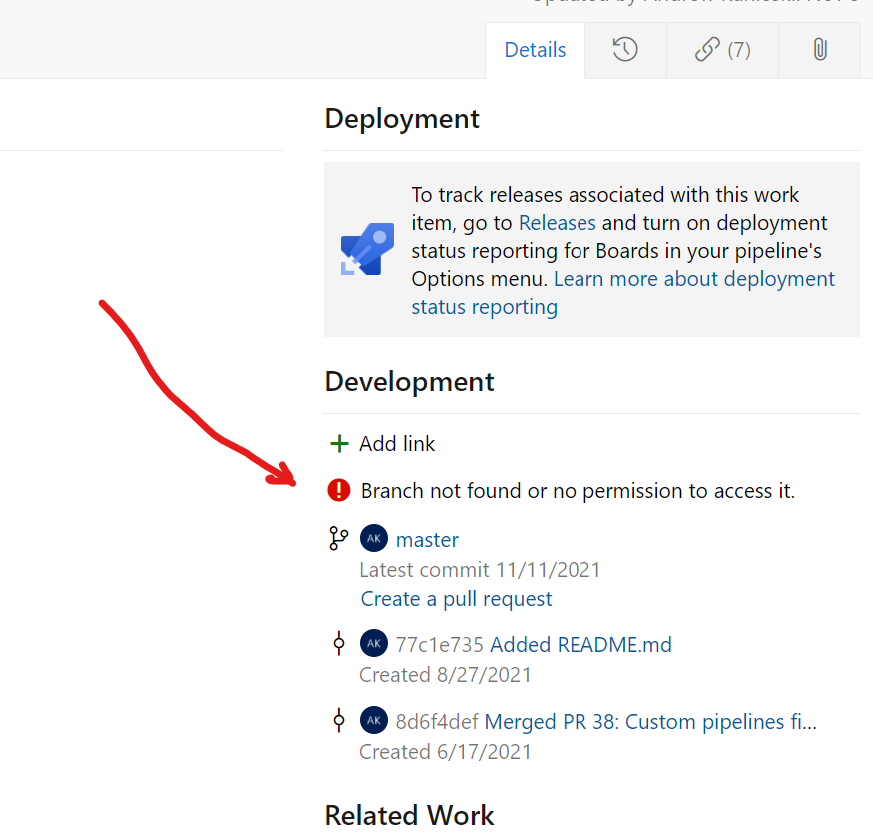 Updated by Andrew
Details
(7)
Deployment
To track releases associated with this work
item, go to Releases and turn on deployment
status reporting for Boards in your pipeline's
Options menu. Learn more about deployment
status reporting
Development
Add link
Branch not found or no permission to access it.
AK master
Latest commit 11/11/2021
Create a pull request
AK 77c1e735 Added README.md
Created 8/27/2021
AK 8d6f4def Merged PR 38: Custom pipelines fi...
Created 6/17/2021
Related Work